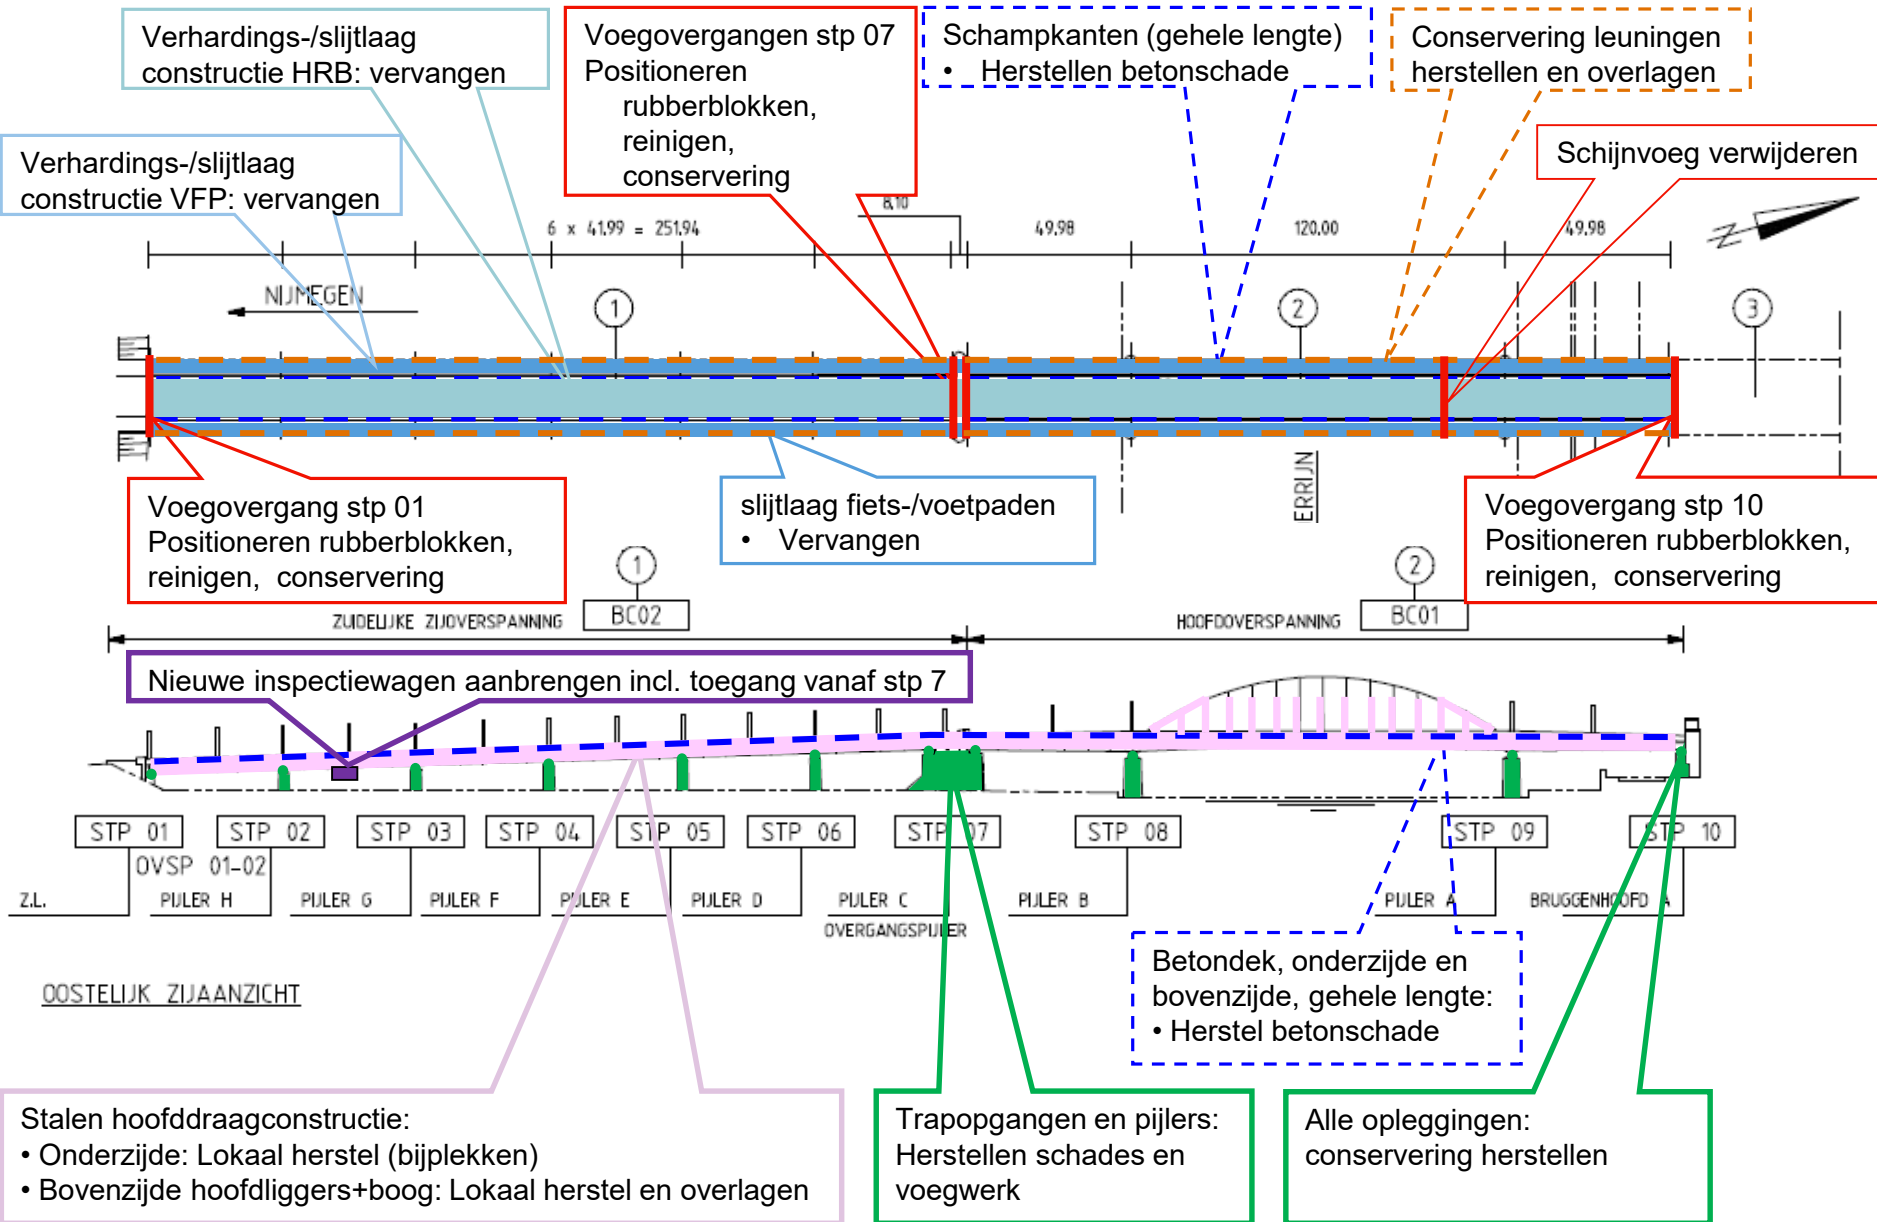 Verhardings-/slijtlaag
constructie HRB: vervangen
Voegovergangen stp 07
Positioneren
rubberblokken,
reinigen,
conservering
Schampkanten (gehele lengte)
• Herstellen betonschade
Conservering leuningen
herstellen en overlagen
Verhardings-/slijtlaag
constructie VFP: vervangen
Schijnvoeg verwijderen
6 x 41.99 = 251.94
8,10
49,98
120,00
49,98
N
NIJMEGEN
1
2
3
Voegovergang stp 01
Positioneren rubberblokken,
reinigen, conservering
slijtlaag fiets-/voetpaden
• Vervangen
ERRIJN
Voegovergang stp 10
Positioneren rubberblokken,
reinigen, conservering
1
2
ZUIDELIJKE ZIJOVERSPANNING
BC02
HOOFDOVERSPANNING
BC01
Nieuwe inspectiewagen aanbrengen incl. toegang vanaf stp 7
STP 01
STP 02
STP 03
STP 04
STP 05
STP 06
STP 07
STP 08
STP 09
STP 10
OVSP 01-02
Z.L.
PIJLER H
PIJLER G
PIJLER F
PIJLER E
PIJLER D
PIJLER C
PIJLER B
PIJLER A
BRUGGENHOOFD A
OVERGANGSPIJLER
OOSTELIJK ZIJAANZICHT
Betondek, onderzijde en
bovenzijde, gehele lengte:
• Herstel betonschade
Stalen hoofddraagconstructie:
• Onderzijde: Lokaal herstel (bijplekken)
• Bovenzijde hoofdliggers+boog: Lokaal herstel en overlagen
Trapopgangen en pijlers:
Herstellen schades en
voegwerk
Alle opleggingen:
conservering herstellen